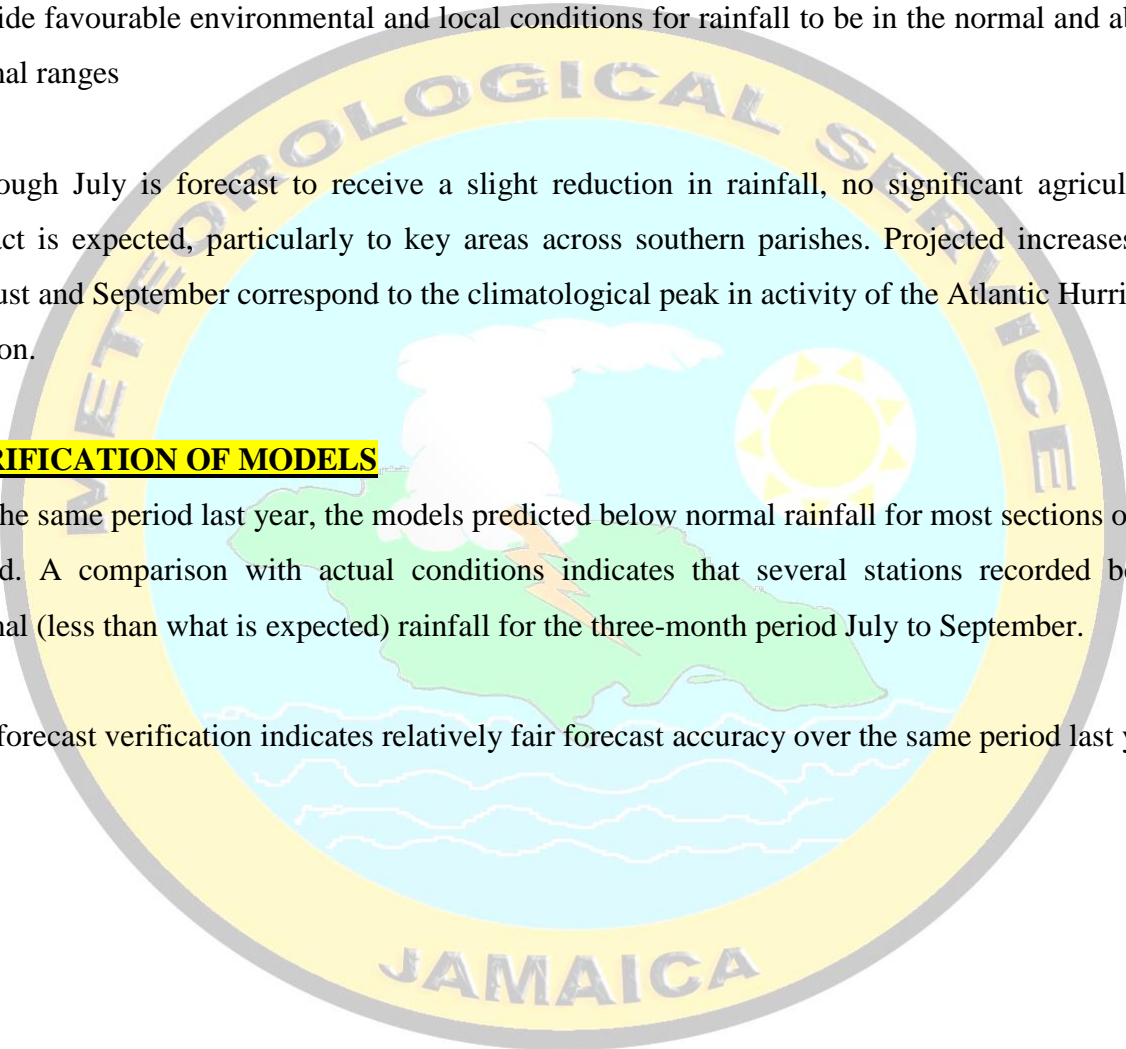 ide favourable environmental and local conditions for rainfall to be in the normal and ab
nal ranges
METEOROLOGICAL SERVICE
ough July is forecast to receive a slight reduction in rainfall, no significant agricul
act is expected, particularly to key areas across southern parishes. Projected increases
ust and September correspond to the climatological peak in activity of the Atlantic Hurri
on.
RIFICATION OF MODELS
he same period last year, the models predicted below normal rainfall for most sections o
d. A comparison with actual conditions indicates that several stations recorded be
nal (less than what is expected) rainfall for the three-month period July to September.
forecast verification indicates relatively fair forecast accuracy over the same period last y
JAMAICA